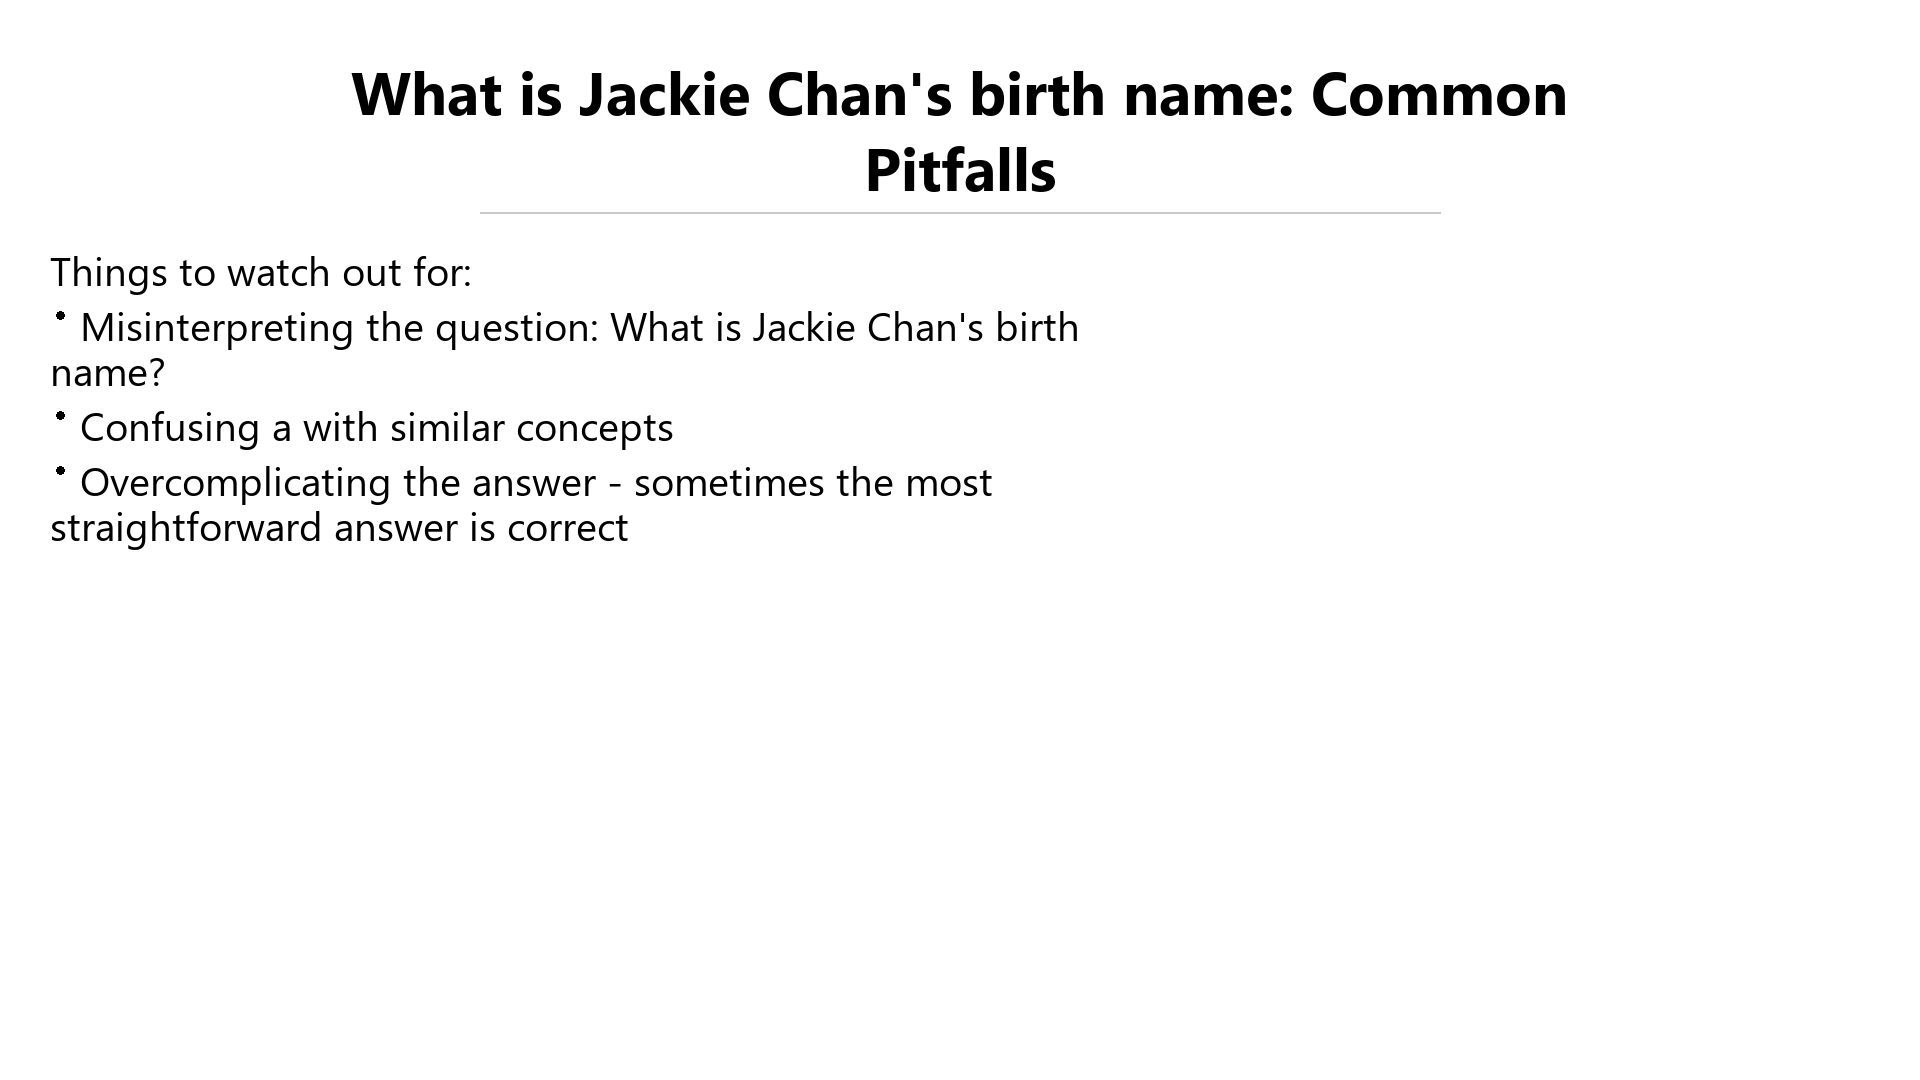 What is Jackie Chan's birth name: Common
Pitfalls
Things to watch out for:
• Misinterpreting the question: What is Jackie Chan's birth
name?
• Confusing a with similar concepts
• Overcomplicating the answer - sometimes the most
straightforward answer is correct